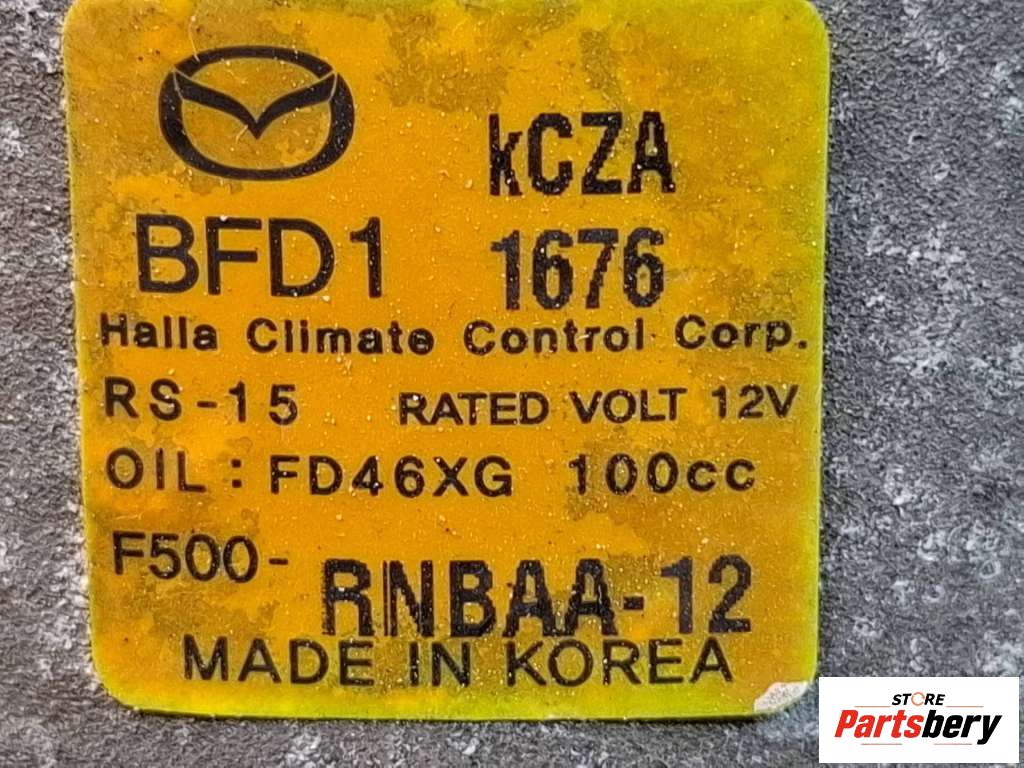 kCZA
BFD1 1676
Halla Climate Control Corp.
RS-15 RATED VOLT 12V
OIL: FD46XG 100cc
F500- RNBAA-12
MADE IN KOREA
STORE
Partsbery